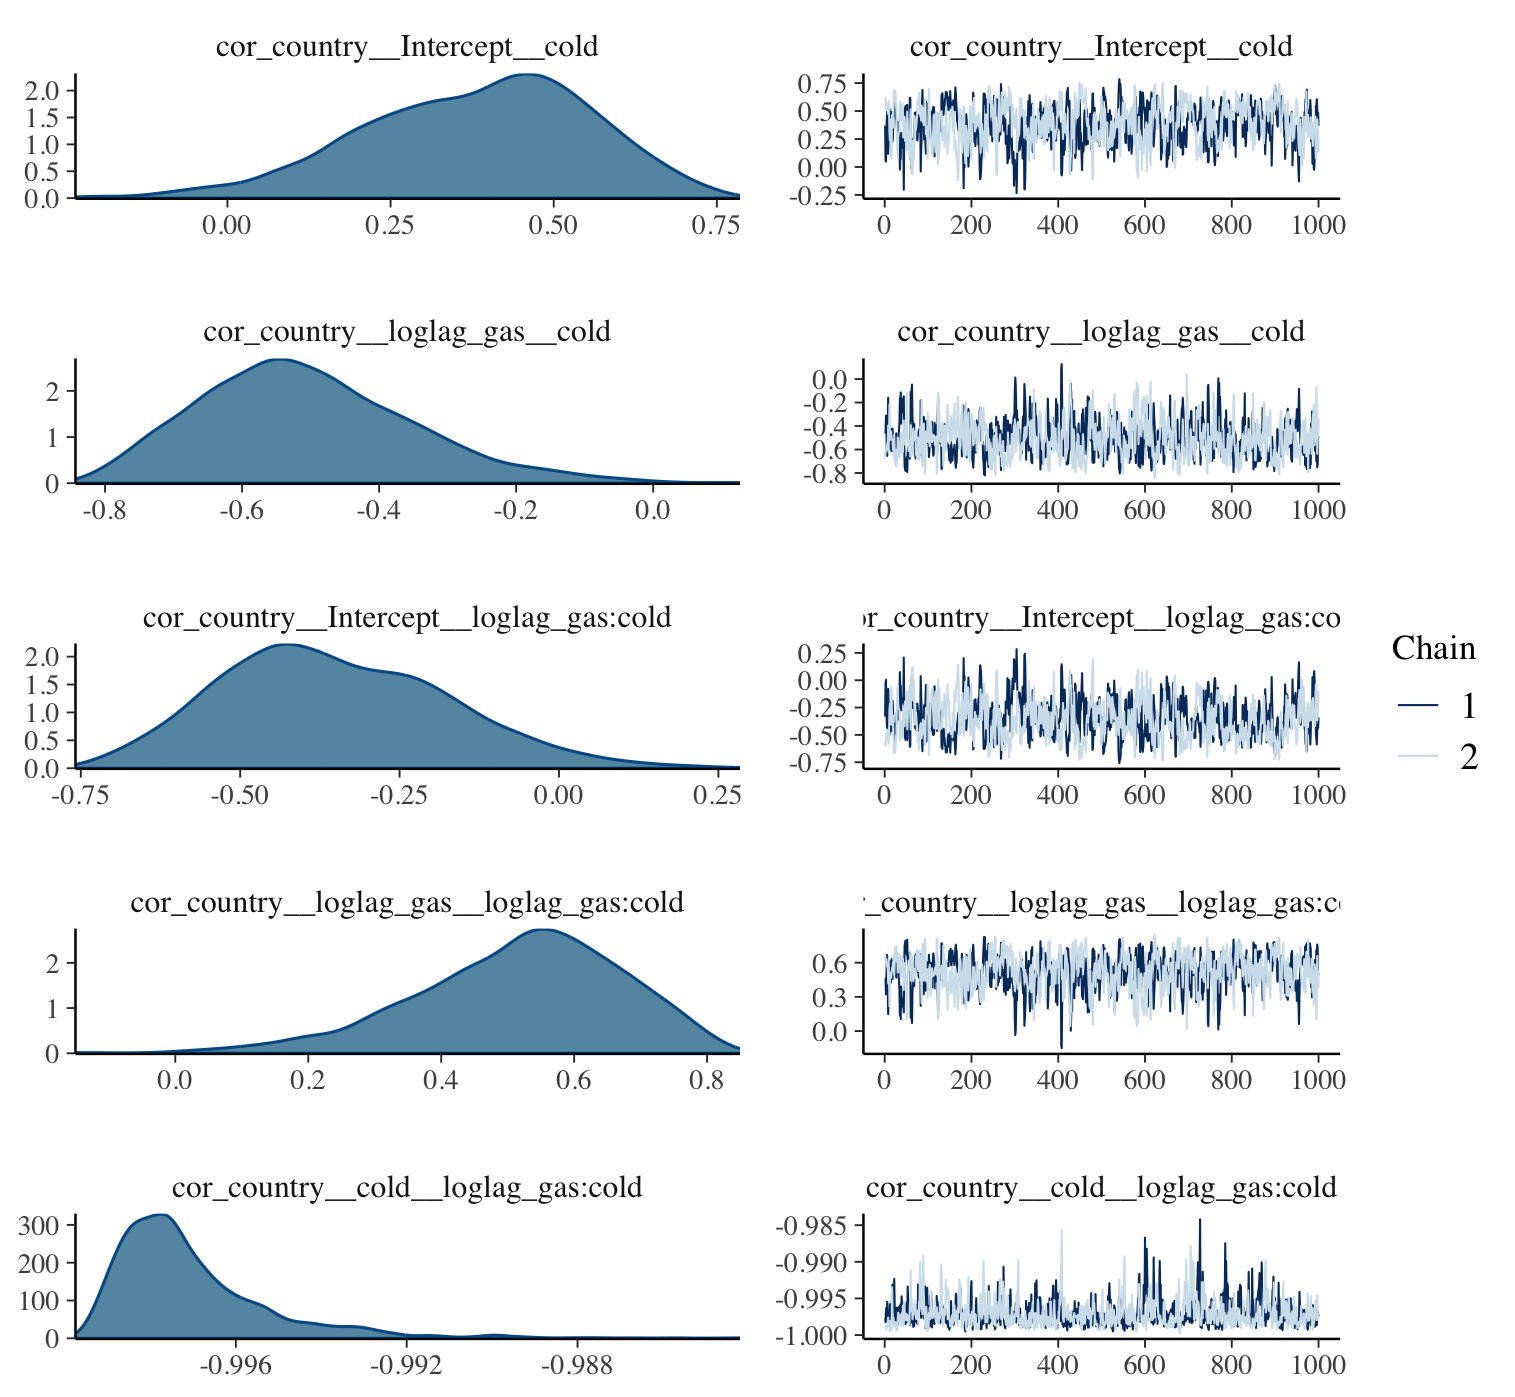 cor_country__Intercept__cold
cor_country__Intercept__cold
2.0
1.5
1.0
0.5
0.0
0.00 0.25 0.50 0.75
0.75
0.50
0.25
0.00
-0.25
0 200 400 600 800 1000
cor_country__loglag_gas__cold
cor_country__loglag_gas__cold
2
1
0
-0.8 -0.6 -0.4 -0.2 0.0
0.0
-0.2
-0.4
-0.6
-0.8
0 200 400 600 800 1000
cor_country__Intercept__loglag_gas:cold
or_country__Intercept__loglag_gas:co
2.0
1.5
1.0
0.5
0.0
-0.75 -0.50 -0.25 0.00 0.25
0.25
0.00
-0.25
-0.50
-0.75
0 200 400 600 800 1000
Chain
1
2
cor_country__loglag_gas__loglag_gas:cold
_country__loglag_gas__loglag_gas:c
2
1
0
0.0 0.2 0.4 0.6 0.8
0.6
0.3
0.0
0 200 400 600 800 1000
cor_country__cold__loglag_gas:cold
cor_country__cold__loglag_gas:cold
300
200
100
0
-0.996 -0.992 -0.988
-0.985
-0.990
-0.995
-1.000
0 200 400 600 800 1000